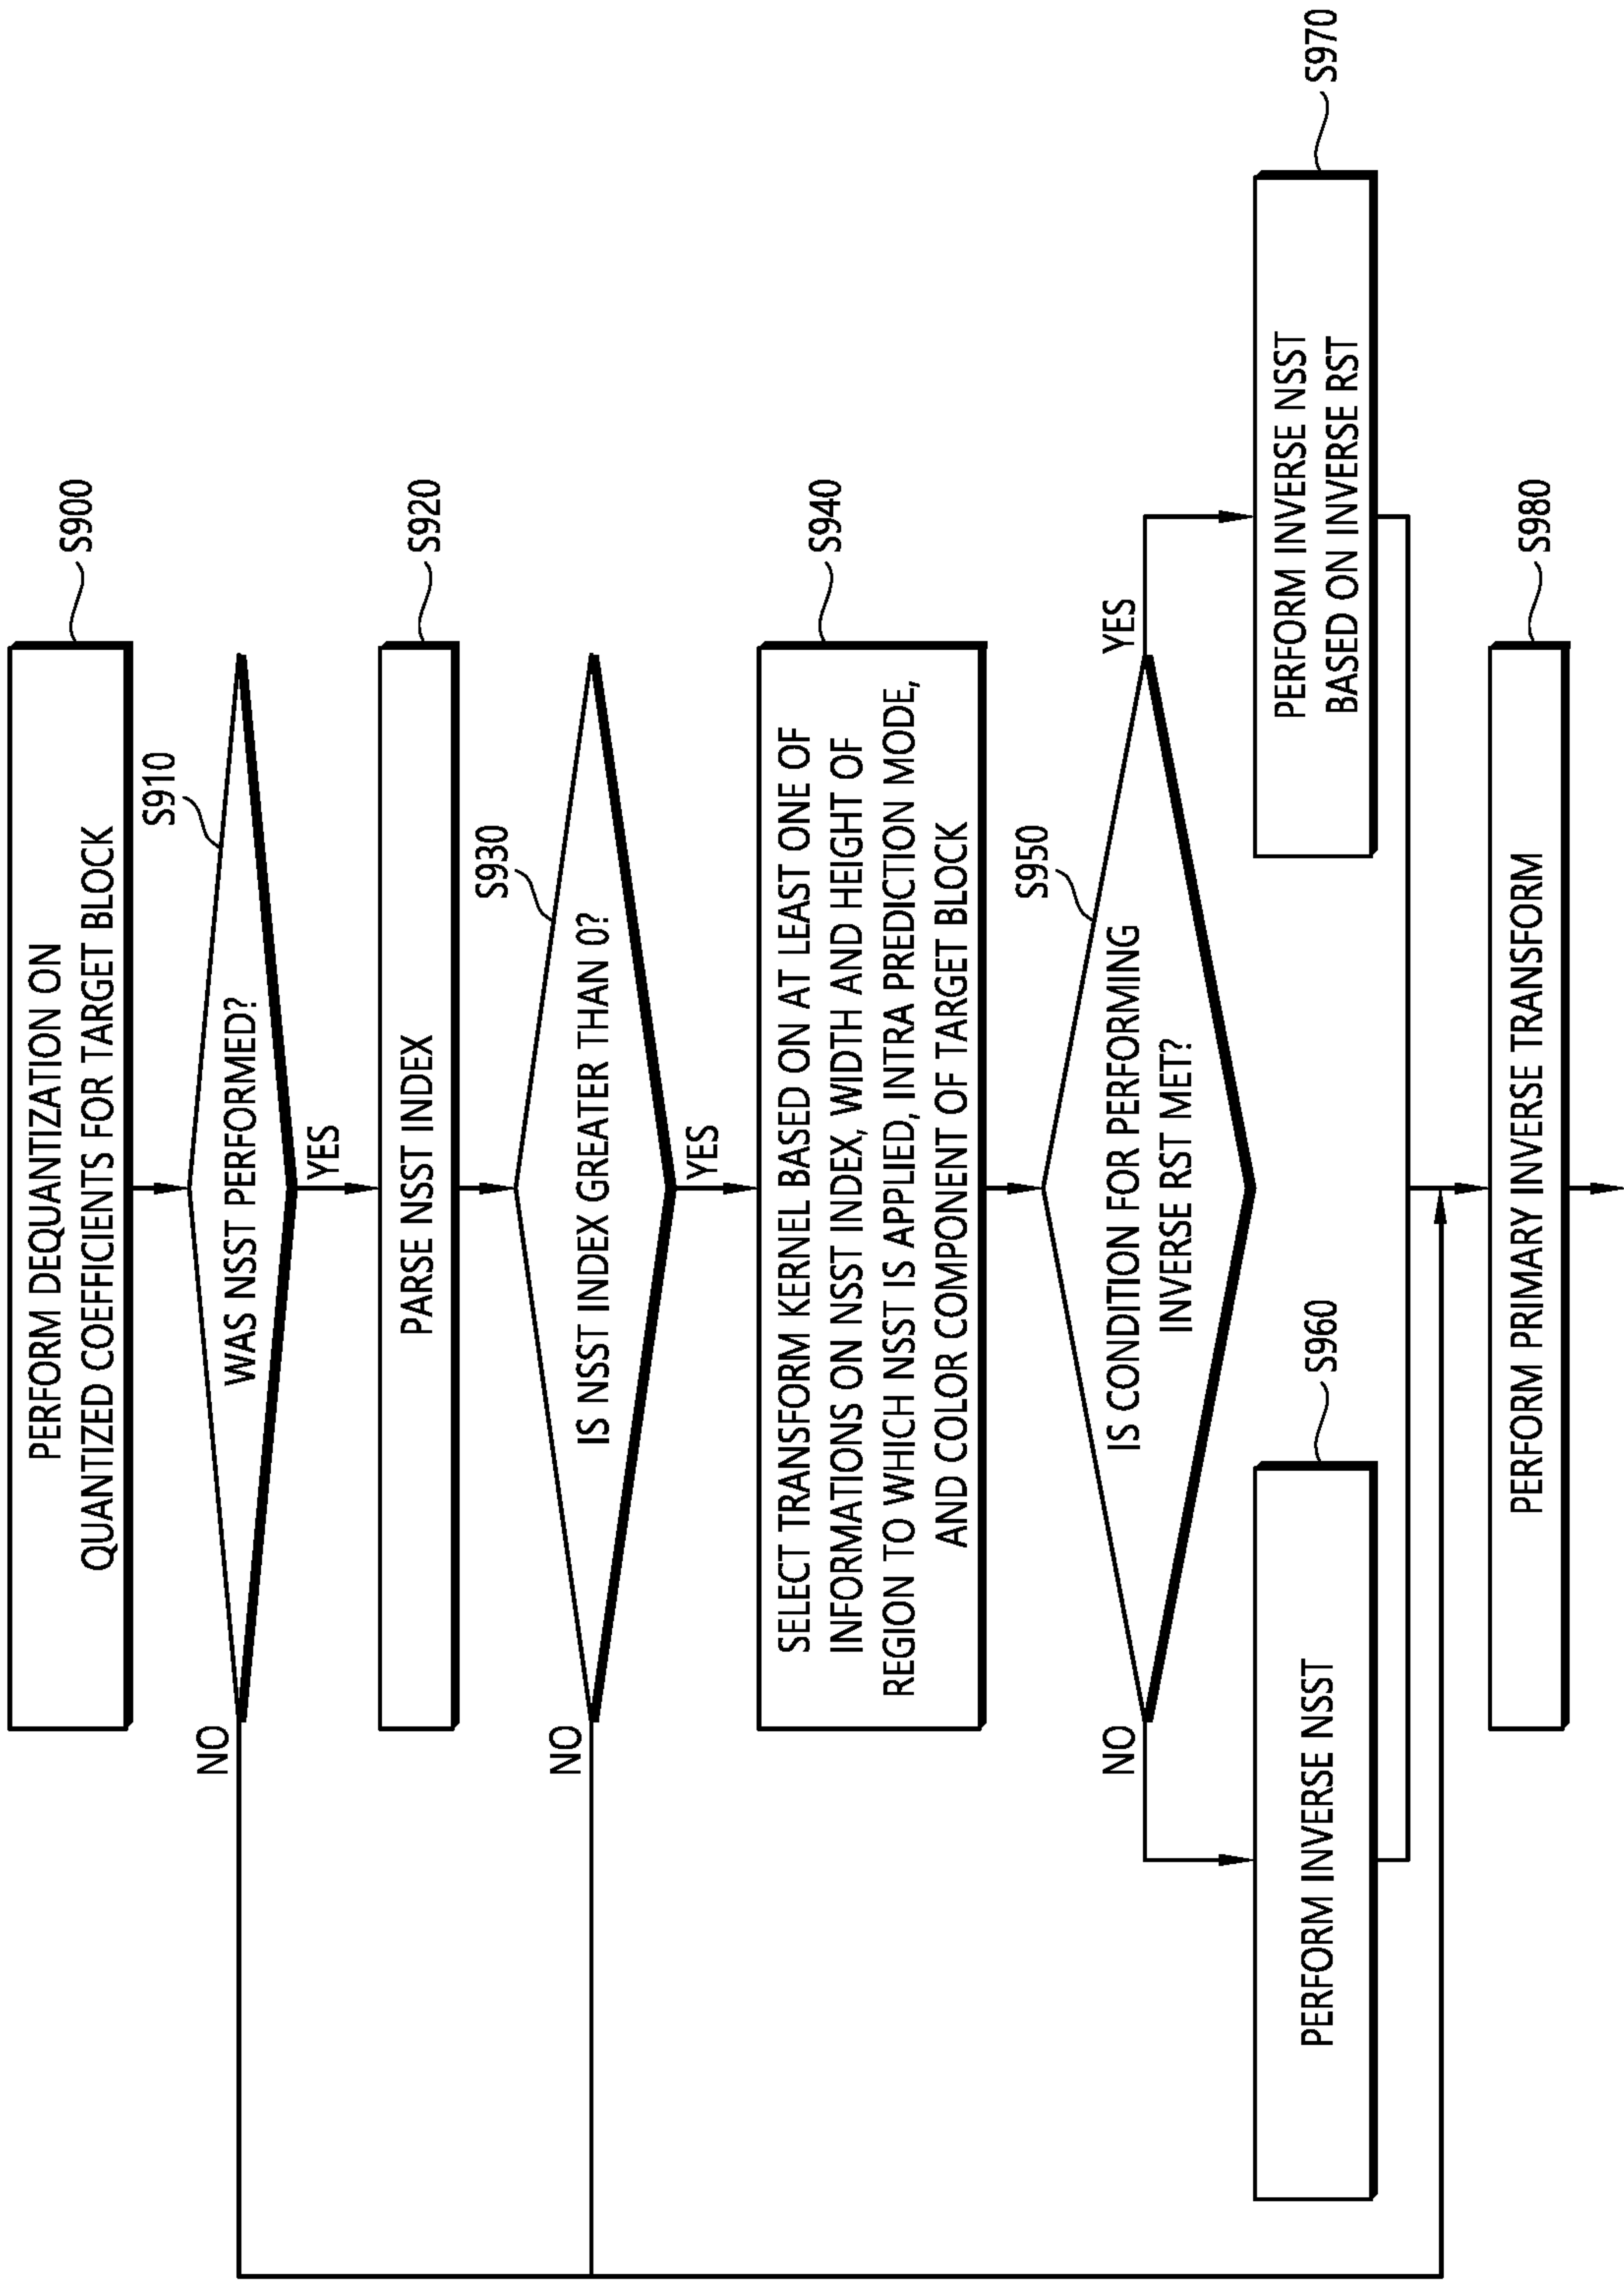 S900
PERFORM DEQUANTIZATION ON
QUANTIZED COEFFICIENTS FOR TARGET BLOCK
S910
WAS NSST PERFORMED?
NO
YES
S920
PARSE NSST INDEX
S930
IS NSST INDEX GREATER THAN 0?
NO
YES
S940
SELECT TRANSFORM KERNEL BASED ON AT LEAST ONE OF
INFORMATIONS ON NSST INDEX, WIDTH AND HEIGHT OF
REGION TO WHICH NSST IS APPLIED, INTRA PREDICTION MODE,
AND COLOR COMPONENT OF TARGET BLOCK
S950
IS CONDITION FOR PERFORMING
INVERSE RST MET?
NO
YES
S960
PERFORM INVERSE NSST
S970
PERFORM INVERSE NSST
BASED ON INVERSE RST
S980
PERFORM PRIMARY INVERSE TRANSFORM